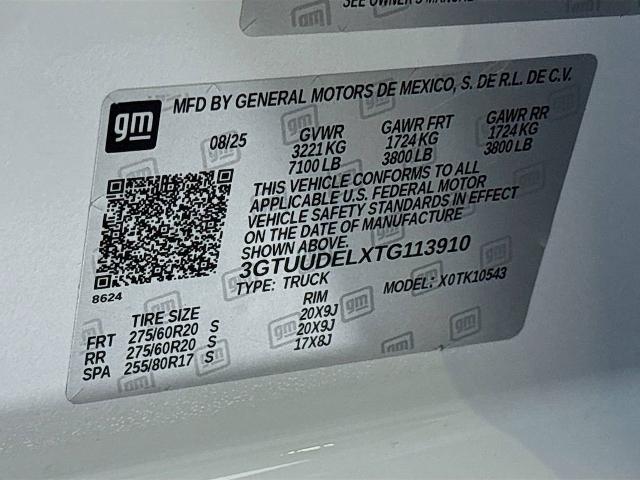 SEE OWNER'S MANUAL
gm
MFD BY GENERAL MOTORS DE MEXICO, S. DE R.L. DE C.V.
08/25
GVWR
3221 KG
7100 LB
GAWR FRT
1724 KG
3800 LB
GAWR RR
1724 KG
3800 LB
THIS VEHICLE CONFORMS TO ALL
APPLICABLE U.S. FEDERAL MOTOR
VEHICLE SAFETY STANDARDS IN EFFECT
ON THE DATE OF MANUFACTURE
SHOWN ABOVE.
3GTUUDELXTG113910
TYPE: TRUCK MODEL: X0TK10543
8624
TIRE SIZE RIM
FRT 275/60R20 S 20X9J
RR 275/60R20 S 20X9J
SPA 255/80R17 S 17X8J